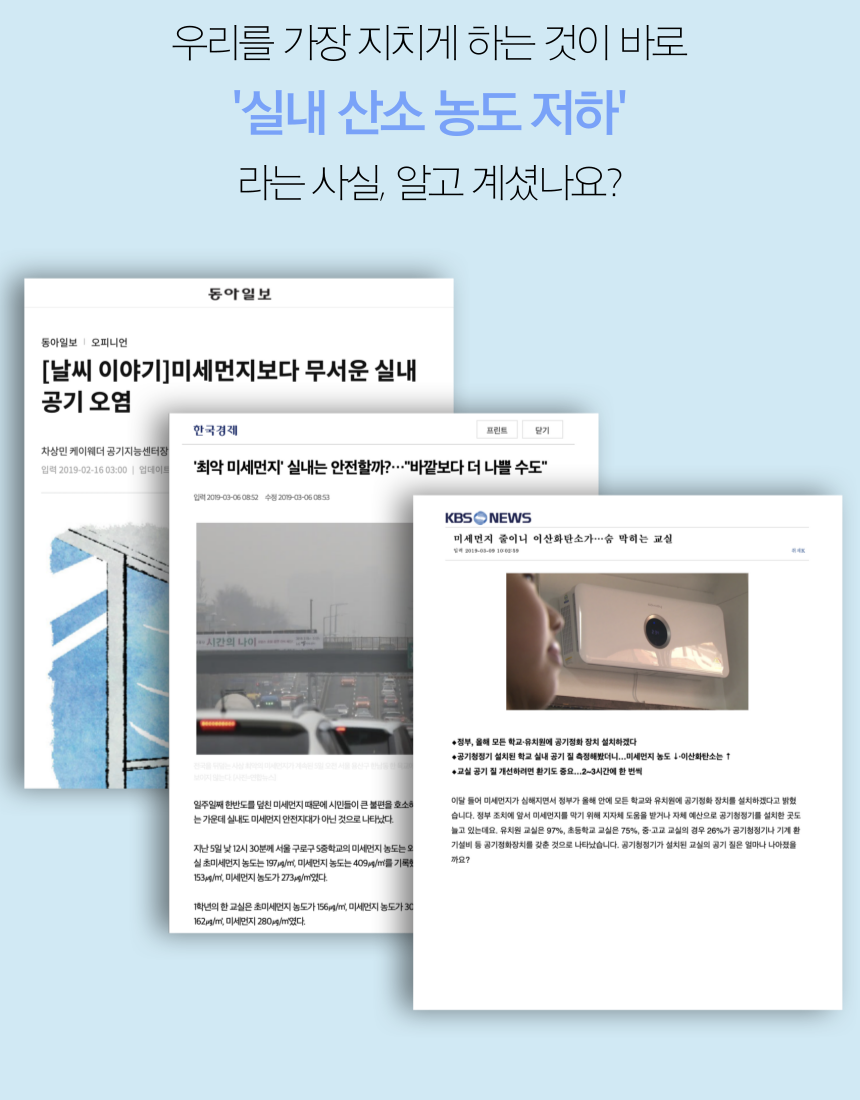 우리를 가장 지치게 하는 것이 바로
'실내 산소 농도 저하'
라는 사실, 알고 계셨나요?
동아일보
동아일보 | 오피니언
[날씨 이야기]미세먼지보다 무서운 실내
공기 오염
차상민 케이웨더 공기지능센터장
입력 2019-02-16 03:00 | 업데이트
한국경제
프린트 닫기
'최악 미세먼지' 실내는 안전할까?…"바깥보다 더 나쁠 수도"
입력 2019-03-06 08:52 수정 2019-03-06 08:53
시간의 나이
일주일째 한반도를 덮친 미세먼지 때문에 시민들이 큰 불편을 호소하
는 가운데 실내도 미세먼지 안전지대가 아닌 것으로 나타났다.
지난 5일 낮 12시 30분께 서울 구로구 S중학교의 미세먼지 농도는
실 초미세먼지 농도는 197㎍/㎥, 미세먼지 농도는 409㎍/㎥를 기록
153㎍/㎥, 미세먼지 농도가 273㎍/㎥였다.
1학년의 한 교실은 초미세먼지 농도가 156㎍/㎥, 미세먼지 농도가 30
162㎍/㎥, 미세먼지 280㎍/㎥였다.
KBS NEWS
미세먼지 줄이니 이산화탄소가…숨 막히는 교실
입력 2019-03-09 10:02:59
◆정부, 올해 모든 학교·유치원에 공기정화 장치 설치하겠다
◆공기청정기 설치된 학교 실내 공기 질 측정해봤더니...미세먼지 농도 ↓·이산화탄소는 ↑
◆교실 공기 질 개선하려면 환기도 중요...2~3시간에 한 번씩
이달 들어 미세먼지가 심해지면서 정부가 올해 안에 모든 학교와 유치원에 공기정화 장치를 설치하겠다고 밝혔
습니다. 정부 조치에 앞서 미세먼지를 막기 위해 지자체 도움을 받거나 자체 예산으로 공기청정기를 설치한 곳도
늘고 있는데요. 유치원 교실은 97%, 초등학교 교실은 75%, 중·고교 교실의 경우 26%가 공기청정기나 기계 환
기설비 등 공기정화장치를 갖춘 것으로 나타났습니다. 공기청정기가 설치된 교실의 공기 질은 얼마나 나아졌을
까요?